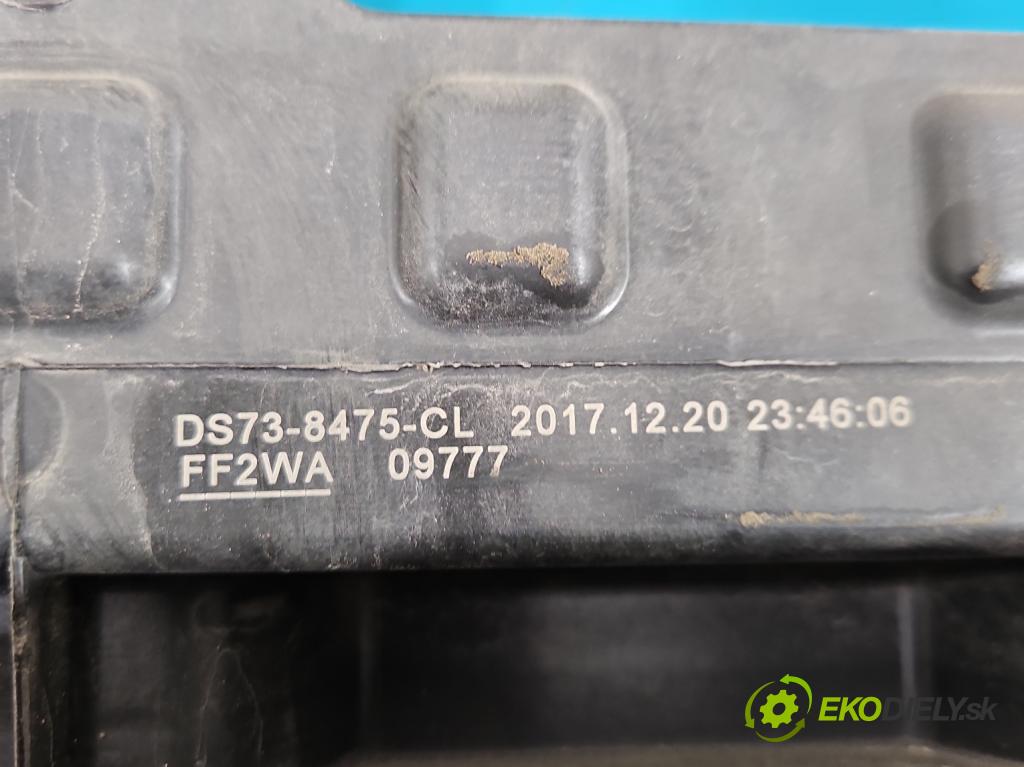 DS73-8475-CL 2017.12.20 23:46:06
FF2WA 09777
EKODIELY.sk